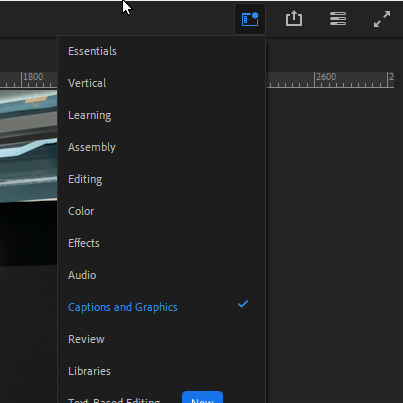 1800
2600
2
Essentials
Vertical
Learning
Assembly
Editing
Color
Effects
Audio
Captions and Graphics
Review
Libraries
Text-Based Editing New